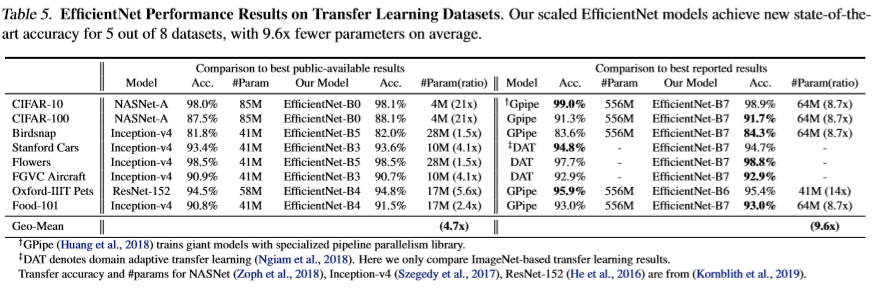 Table 5. EfficientNet Performance Results on Transfer Learning Datasets. Our scaled EfficientNet models achieve new state-of-the-
art accuracy for 5 out of 8 datasets, with 9.6x fewer parameters on average.
Comparison to best public-available results Comparison to best reported results
Model Acc. #Param Our Model Acc. #Param(ratio) Model Acc. #Param Our Model Acc. #Param(ratio)
CIFAR-10 NASNet-A 98.0% 85M EfficientNet-B0 98.1% 4M (21x) †Gpipe 99.0% 556M EfficientNet-B7 98.9% 64M (8.7x)
CIFAR-100 NASNet-A 87.5% 85M EfficientNet-B0 88.1% 4M (21x) Gpipe 91.3% 556M EfficientNet-B7 91.7% 64M (8.7x)
Birdsnap Inception-v4 81.8% 41M EfficientNet-B5 82.0% 28M (1.5x) GPipe 83.6% 556M EfficientNet-B7 84.3% 64M (8.7x)
Stanford Cars Inception-v4 93.4% 41M EfficientNet-B3 93.6% 10M (4.1x) ‡DAT 94.8% - EfficientNet-B7 94.7% -
Flowers Inception-v4 98.5% 41M EfficientNet-B5 98.5% 28M (1.5x) DAT 97.7% - EfficientNet-B7 98.8% -
FGVC Aircraft Inception-v4 90.9% 41M EfficientNet-B3 90.7% 10M (4.1x) DAT 92.9% - EfficientNet-B7 92.9% -
Oxford-IIIT Pets ResNet-152 94.5% 58M EfficientNet-B4 94.8% 17M (5.6x) GPipe 95.9% 556M EfficientNet-B6 95.4% 41M (14x)
Food-101 Inception-v4 90.8% 41M EfficientNet-B4 91.5% 17M (2.4x) GPipe 93.0% 556M EfficientNet-B7 93.0% 64M (8.7x)
Geo-Mean (4.7x) (9.6x)
†GPipe (Huang et al., 2018) trains giant models with specialized pipeline parallelism library.
‡DAT denotes domain adaptive transfer learning (Ngiam et al., 2018). Here we only compare ImageNet-based transfer learning results.
Transfer accuracy and #params for NASNet (Zoph et al., 2018), Inception-v4 (Szegedy et al., 2017), ResNet-152 (He et al., 2016) are from (Kornblith et al., 2019).